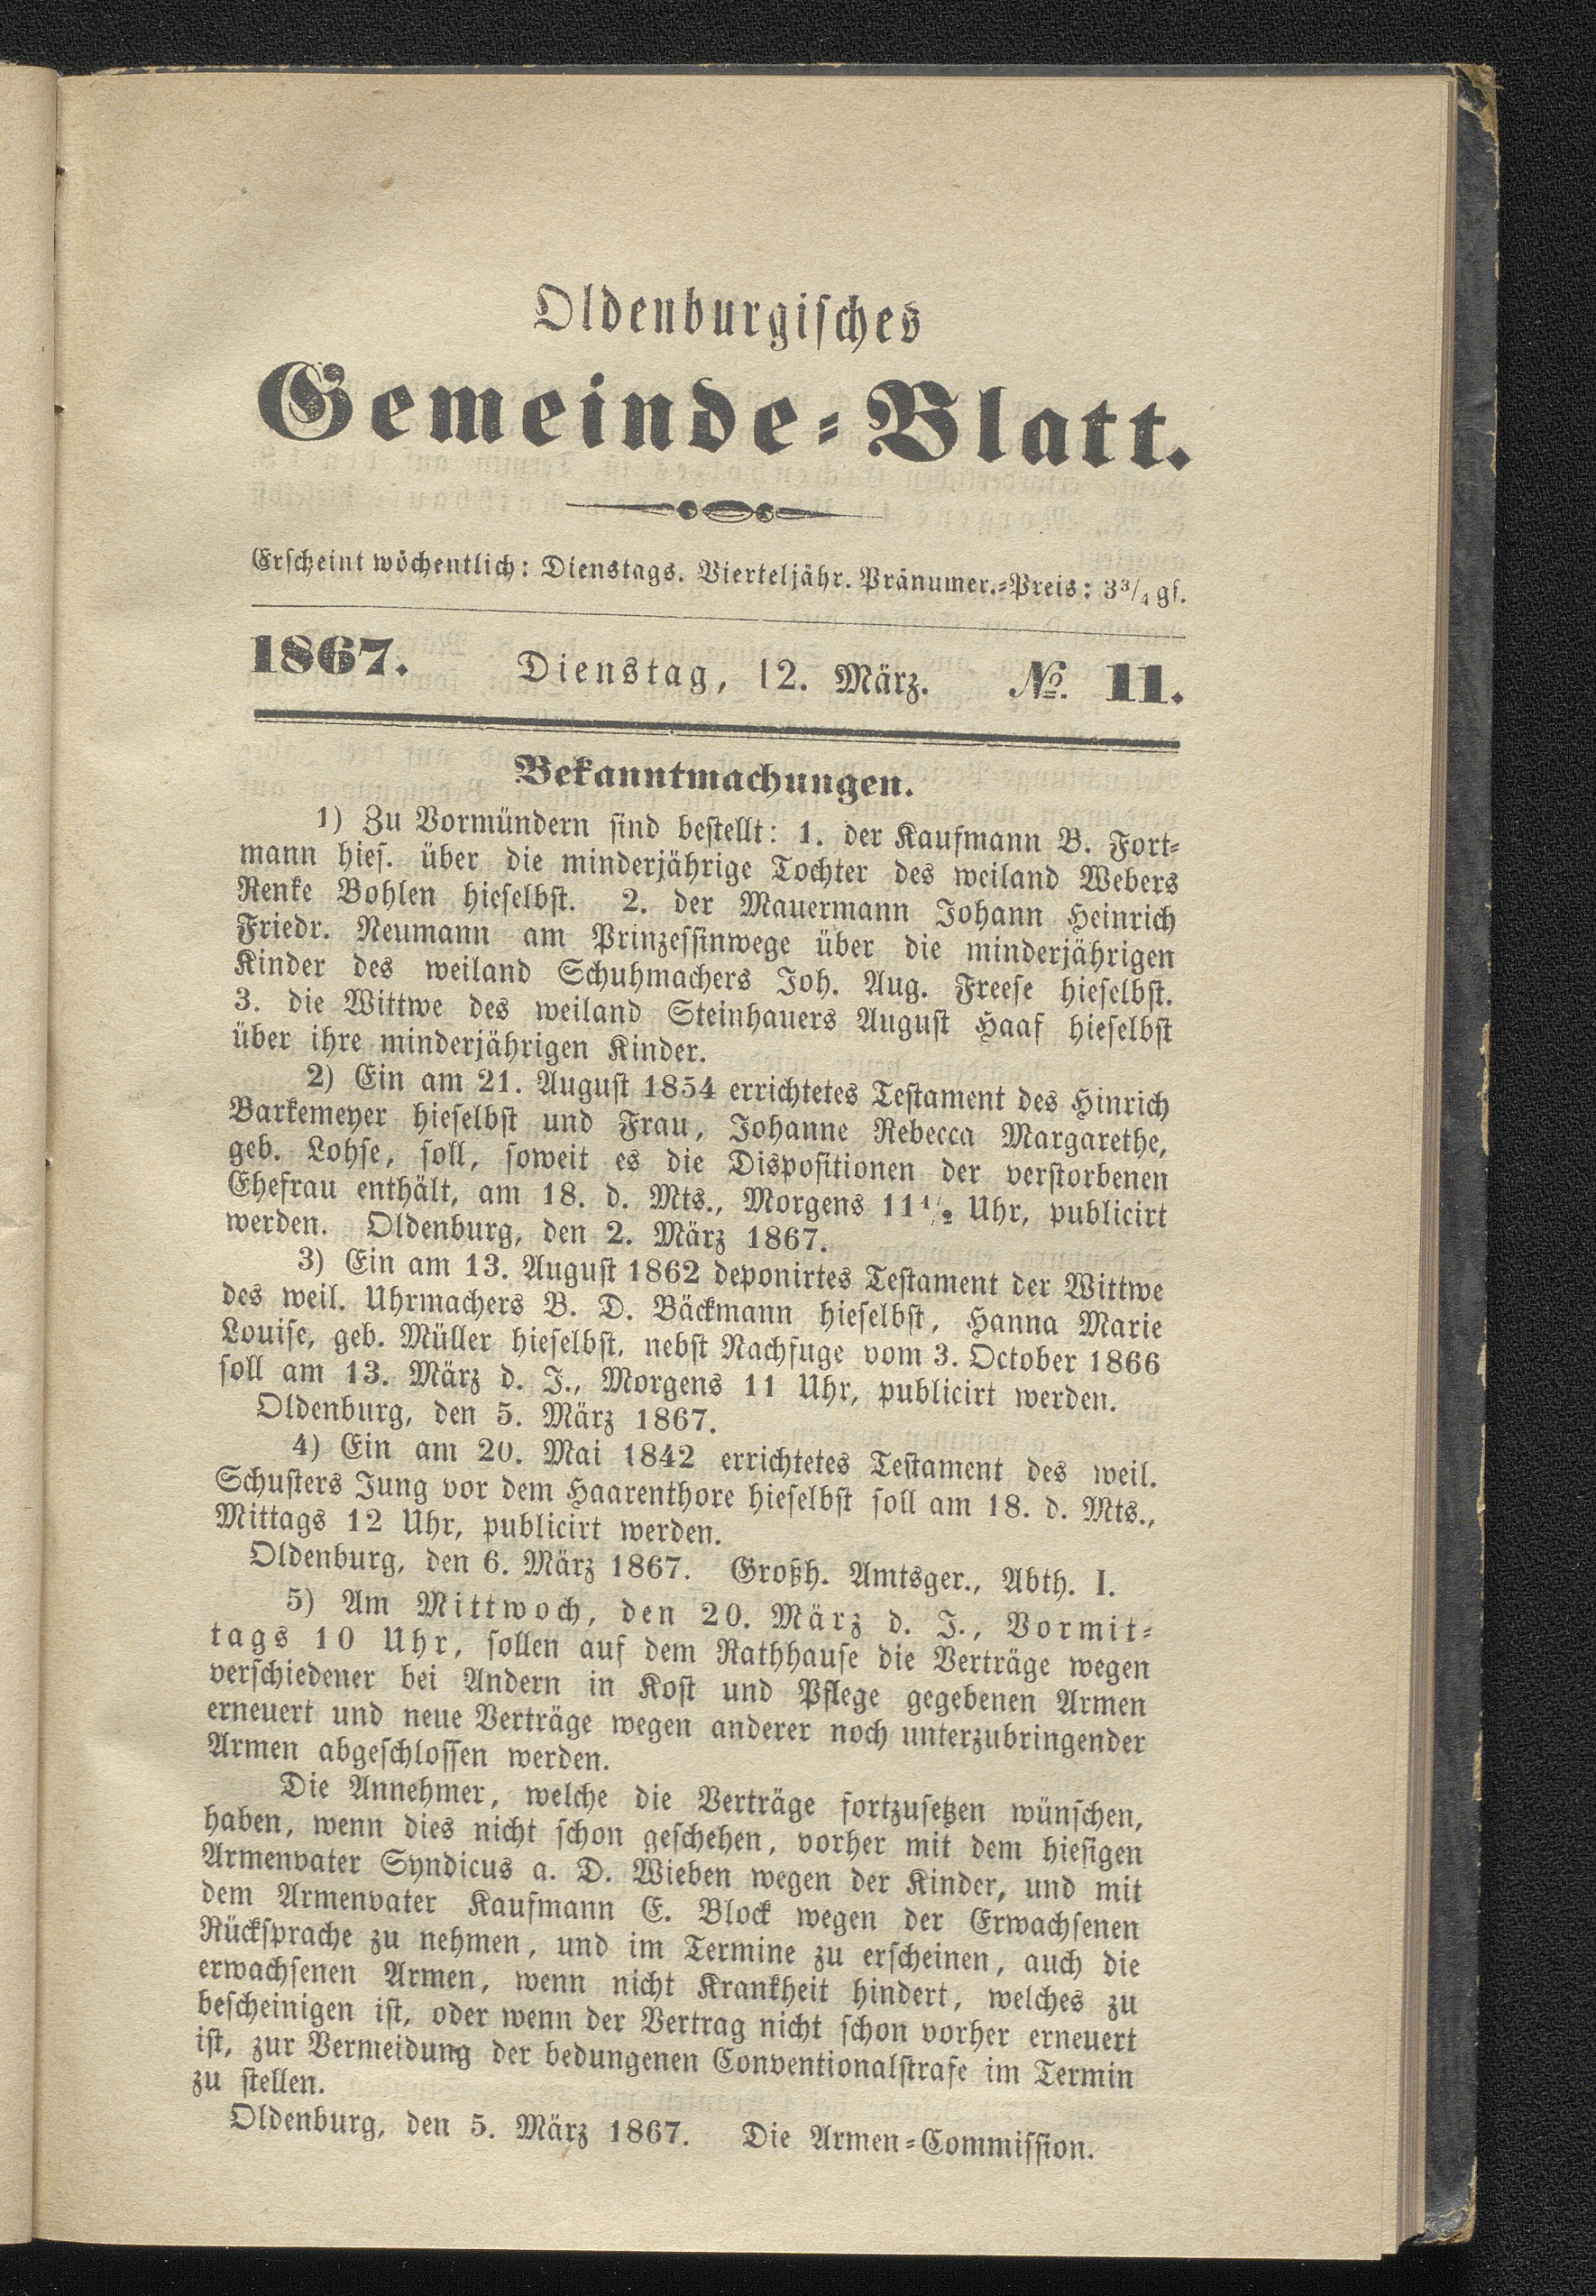 Oldenburgisches
Gemeinde-Blatt.
Erscheint wöchentlich: Dienstags. Vierteljähr. Pränumer.-Preis: 3¾ gs.
1867. Dienstag, 12. März. №. 11.
Bekanntmachungen.
1) Zu Vormündern sind bestellt: 1. der Kaufmann B. Fort-
mann hies. über die minderjährige Tochter des weiland Webers
Renke Bohlen hieselbst. 2. der Mauermann Johann Heinrich
Friedr. Neumann am Prinzessinwege über die minderjährigen
Kinder des weiland Schuhmachers Joh. Aug. Freese hieselbst.
3. die Wittwe des weiland Steinhauers August Haaf hieselbst
über ihre minderjährigen Kinder.
2) Ein am 21. August 1854 errichtetes Testament des Hinrich
Barkemeyer hieselbst und Frau, Johanne Rebecca Margarethe,
geb. Lohse, soll, soweit es die Dispositionen der verstorbenen
Ehefrau enthält, am 18. d. Mts., Morgens 11½ Uhr, publicirt
werden. Oldenburg, den 2. März 1867.
3) Ein am 13. August 1862 deponirtes Testament der Wittwe
des weil. Uhrmachers B. D. Bäckmann hieselbst, Hanna Marie
Louise, geb. Müller hieselbst, nebst Nachfuge vom 3. October 1866
soll am 13. März d. J., Morgens 11 Uhr, publicirt werden.
Oldenburg, den 5. März 1867.
4) Ein am 20. Mai 1842 errichtetes Testament des weil.
Schusters Jung vor dem Haarenthore hieselbst soll am 18. d. Mts.,
Mittags 12 Uhr, publicirt werden.
Oldenburg, den 6. März 1867. Großh. Amtsger., Abth. I.
5) Am Mittwoch, den 20. März d. J., Vormit-
tags 10 Uhr, sollen auf dem Rathhause die Verträge wegen
verschiedener bei Andern in Kost und Pflege gegebenen Armen
erneuert und neue Verträge wegen anderer noch unterzubringender
Armen abgeschlossen werden.
Die Annehmer, welche die Verträge fortzusetzen wünschen,
haben, wenn dies nicht schon geschehen, vorher mit dem hiesigen
Armenvater Syndicus a. D. Wieben wegen der Kinder, und mit
dem Armenvater Kaufmann E. Block wegen der Erwachsenen
Rücksprache zu nehmen, und im Termine zu erscheinen, auch die
erwachsenen Armen, wenn nicht Krankheit hindert, welches zu
bescheinigen ist, oder wenn der Vertrag nicht schon vorher erneuert
ist, zur Vermeidung der bedungenen Conventionalstrafe im Termin
zu stellen.
Oldenburg, den 5. März 1867. Die Armen-Commission.